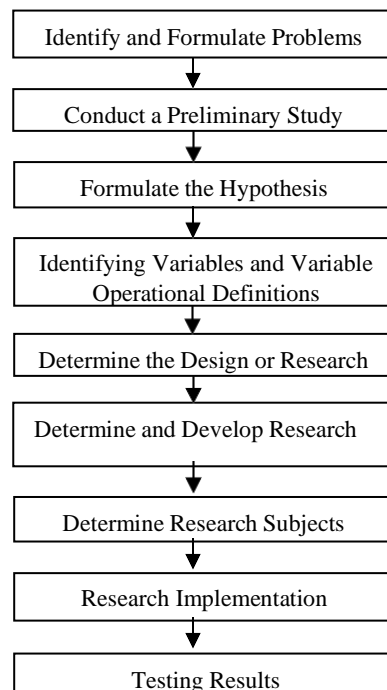 Identify and Formulate Problems
Conduct a Preliminary Study
Formulate the Hypothesis
Identifying Variables and Variable
Operational Definitions
Determine the Design or Research
Determine and Develop Research
Determine Research Subjects
Research Implementation
Testing Results